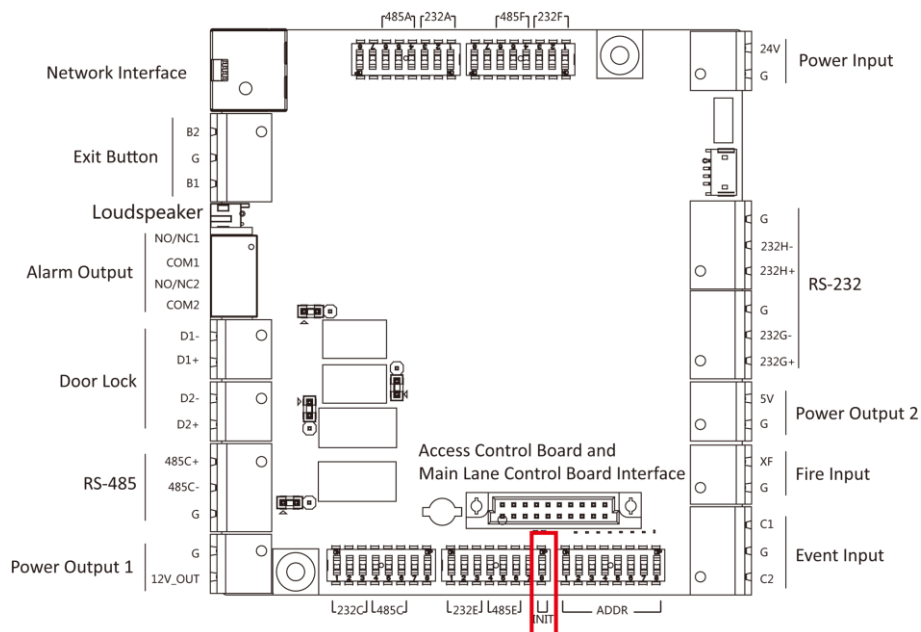 485A 232A 485F 232F
Network Interface
24V
G
Power Input
Exit Button
B2
G
B1
Loudspeaker
Alarm Output
NO/NC1
COM1
NO/NC2
COM2
G
232H-
232H+
G
232G-
232G+
RS-232
Door Lock
D1-
D1+
D2-
D2+
5V
G
Power Output 2
RS-485
485C+
485C-
G
Access Control Board and
Main Lane Control Board Interface
XF
G
Fire Input
Power Output 1
G
12V_OUT
C1
G
C2
Event Input
232C 485C 232E 485E INIT ADDR